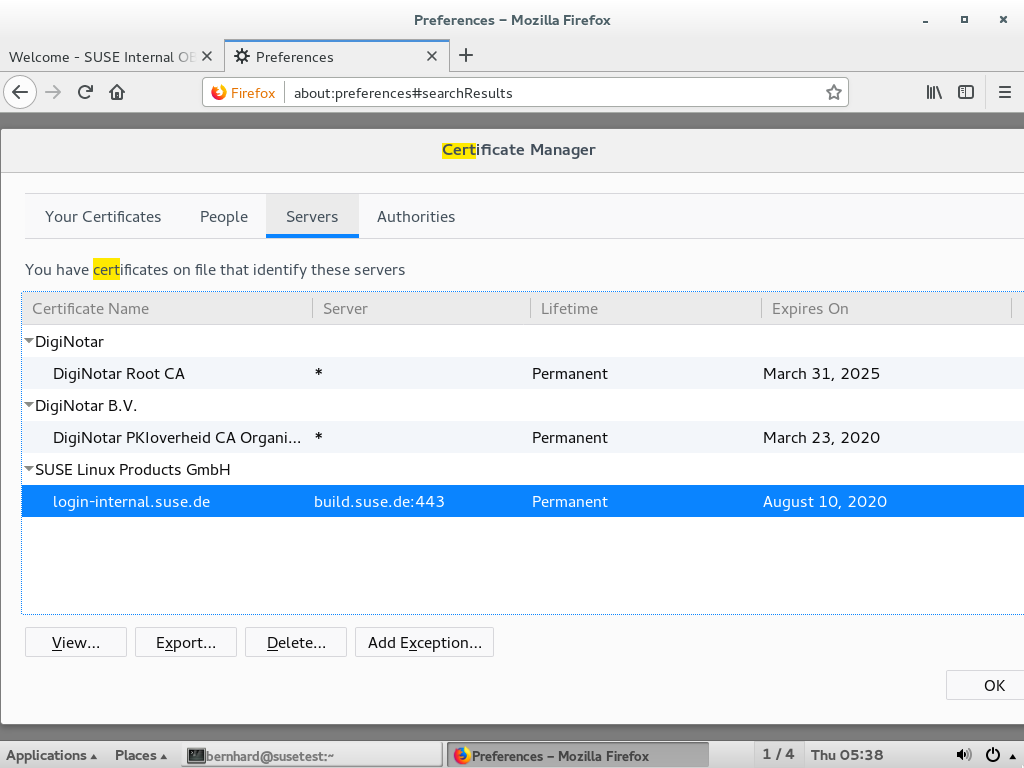 Preferences – Mozilla Firefox
Welcome - SUSE Internal OB
Preferences
Firefox about:preferences#searchResults
Certificate Manager
Your Certificates People Servers Authorities
You have certificates on file that identify these servers
Certificate Name Server Lifetime Expires On
DigiNotar
DigiNotar Root CA * Permanent March 31, 2025
DigiNotar B.V.
DigiNotar PKIoverheid CA Organi... * Permanent March 23, 2020
SUSE Linux Products GmbH
login-internal.suse.de build.suse.de:443 Permanent August 10, 2020
View... Export... Delete... Add Exception...
OK
Applications Places bernhard@susetest:~ Preferences – Mozilla Firefox 1 / 4 Thu 05:38